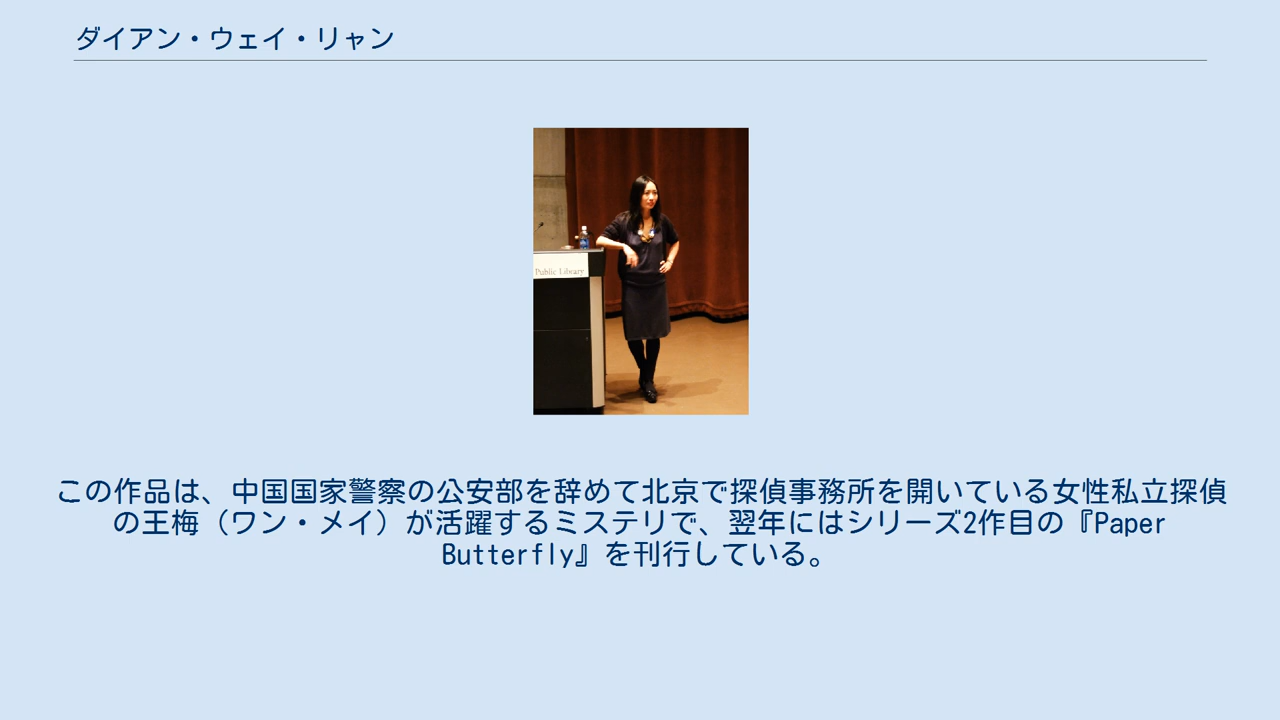 ダイアン・ウェイ・リャン
Public Library
この作品は、中国国家警察の公安部を辞めて北京で探偵事務所を開いている女性私立探偵
の王梅（ワン・メイ）が活躍するミステリで、翌年にはシリーズ2作目の『Paper
Butterfly』を刊行している。